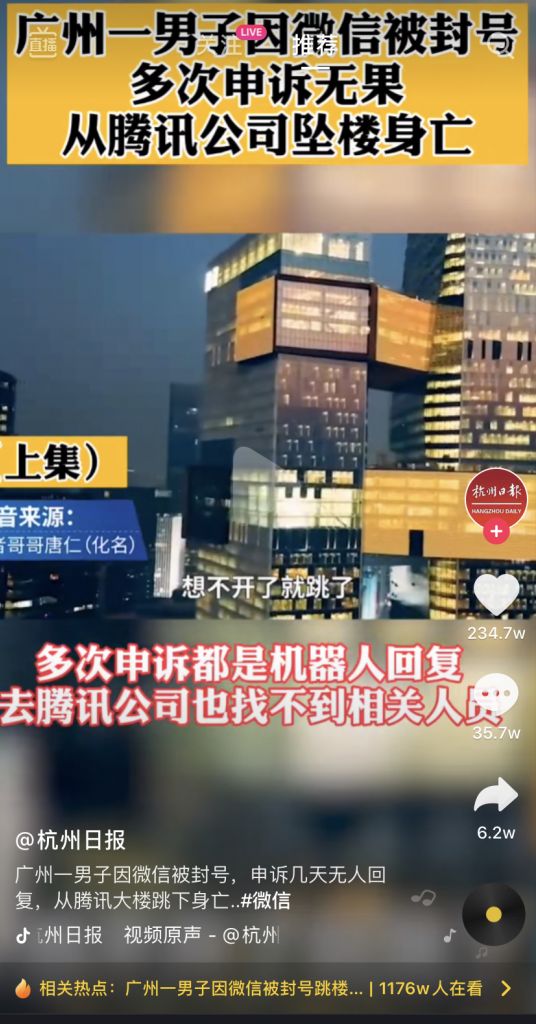 直播
关注
LIVE
推荐
广州一男子因微信被封号
多次申诉无果
从腾讯公司坠楼身亡
（上集）
音来源：
者哥哥唐仁（化名）
想不开了就跳了
杭州日报
HANGZHOU DAILY
234.7w
多次申诉都是机器人回复
去腾讯公司也找不到相关人员
35.7w
6.2w
@杭州日报
广州一男子因微信被封号，申诉几天无人回
复，从腾讯大楼跳下身亡..#微信
州日报 视频原声 - @杭州
相关热点：广州一男子因微信被封号跳楼... | 1176w人在看